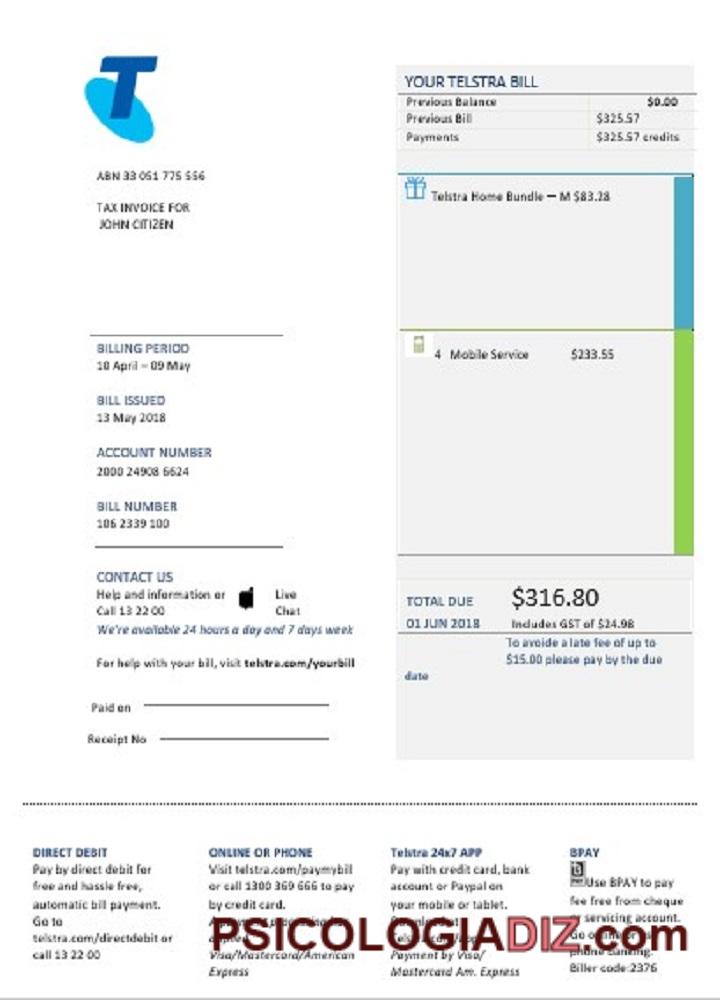 T
ABN 33 051 775 556
TAX INVOICE FOR
JOHN CITIZEN
BILLING PERIOD
10 April – 09 May
BILL ISSUED
13 May 2018
ACCOUNT NUMBER
2000 24908 6624
BILL NUMBER
106 2339 100
CONTACT US
Help and information or
Call 13 22 00
Live
Chat
We're available 24 hours a day and 7 days week
For help with your bill, visit telstra.com/yourbill
Paid on
Receipt No
YOUR TELSTRA BILL
Previous Balance $0.00
Previous Bill $325.57
Payments $325.57 credits
Telstra Home Bundle — M $83.28
4 Mobile Service $233.55
TOTAL DUE $316.80
01 JUN 2018 Includes GST of $24.98
To avoide a late fee of up to
$15.00 please pay by the due
date
DIRECT DEBIT
Pay by direct debit for
free and hassle free,
automatic bill payment.
Go to
telstra.com/directdebit or
call 13 22 00
ONLINE OR PHONE
Visit telstra.com/paymybill
or call 1300 369 666 to pay
by credit card.
Visa/Mastercard/American
Express
Telstra 24x7 APP
Pay with credit card, bank
account or Paypal on
your mobile or tablet.
Payment by Visa/
Mastercard Am. Express
BPAY
Use BPAY to pay
fee free from cheque
or servicing account.
phone banking.
Biller code:2376
PSICOLOGIADIZ.com